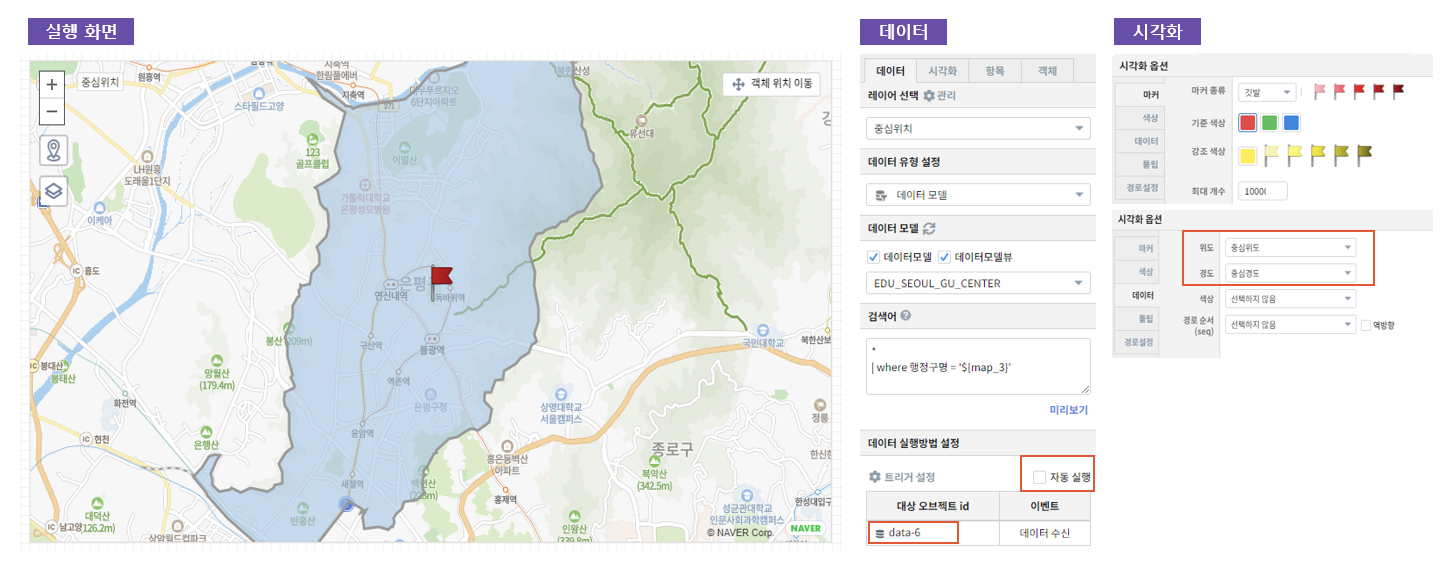 실행 화면
데이터
시각화
+
−
중심위치
객체 위치 이동
원흥역
지축역
한림풀에버
지축역
371
대우푸르지오
6단지아파트
북한산성
스타필드고양
123
골프클럽
이말산
유선대
LH원흥
도래울1단지
가톨릭대학교
은평성모병원
이케아
IC 흥도
연신내역
독바위역
봉산(209m)
구산역
불광역
국민대학교
북한산보
IC 봉대산
봉태산
망월산
(179.4m)
역촌역
은평구청
상명대학교
서울캠퍼스
화전역
정릉
IC 현천
은행산
응암역
홍은동벽산
아파트
종로구
북악산
(342.5m)
한신한
새절역
백련산
홍제역
대덕산
(126.2m)
IC 남고양
반홍산
인왕산
(339.8m)
성균관대학교
인문사회과학캠퍼스
한성대입구
상암월드컵파크
NAVER
© NAVER Corp.
데이터 시각화 항목 객체
레이어 선택 관리
중심위치
데이터 유형 설정
데이터 모델
데이터 모델
데이터모델 데이터모델뷰
EDU_SEOUL_GU_CENTER
검색어 ?
*
| where 행정구명 = '${map_3}'
미리보기
데이터 실행방법 설정
트리거 설정 자동 실행
대상 오브젝트 id 이벤트
data-6 데이터 수신
시각화 옵션
마커
색상
데이터
툴팁
경로설정
마커 종류 깃발
기준 색상
강조 색상
최대 개수 1000
시각화 옵션
마커
색상
데이터
툴팁
경로설정
위도 중심위도
경도 중심경도
색상 선택하지 않음
경로 순서
(seq)
선택하지 않음 역방향